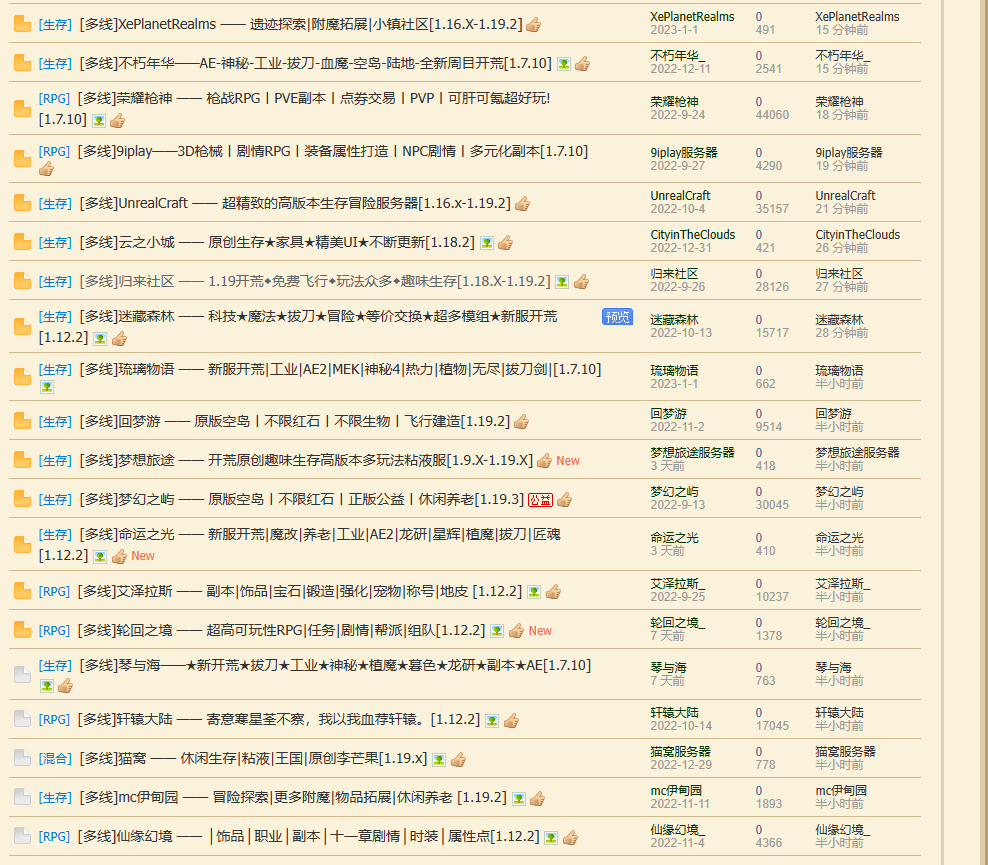 [生存] [多线]XePlanetRealms —— 遗迹探索|附魔拓展|小镇社区[1.16.X-1.19.2] XePlanetRealms 0 XePlanetRealms
2023-1-1 491 15 分钟前
[生存] [多线]不朽年华——AE-神秘-工业-拔刀-血魔-空岛-陆地-全新周目开荒[1.7.10] 不朽年华_ 0 不朽年华_
2022-12-11 2541 15 分钟前
[RPG] [多线]荣耀枪神 —— 枪战RPG丨PVE副本丨点券交易丨PVP丨可肝可氪超好玩!
[1.7.10] 荣耀枪神 0 荣耀枪神
2022-9-24 44060 18 分钟前
[RPG] [多线]9iplay——3D枪械丨剧情RPG丨装备属性打造丨NPC剧情丨多元化副本[1.7.10] 9iplay服务器 0 9iplay服务器
2022-9-27 4290 19 分钟前
[生存] [多线]UnrealCraft —— 超精致的高版本生存冒险服务器[1.16.x-1.19.2] UnrealCraft 0 UnrealCraft
2022-10-4 35157 21 分钟前
[生存] [多线]云之小城 —— 原创生存★家具★精美UI★不断更新[1.18.2] CityinTheClouds 0 CityinTheClouds
2022-12-31 421 26 分钟前
[生存] [多线]归来社区 —— 1.19开荒◆免费飞行◆玩法众多◆趣味生存[1.18.X-1.19.2] 归来社区 0 归来社区
2022-9-26 28126 27 分钟前
[生存] [多线]迷藏森林 —— 科技★魔法★拔刀★冒险★等价交换★超多模组★新服开荒 预览
[1.12.2] 迷藏森林 0 迷藏森林
2022-10-13 15717 28 分钟前
[生存] [多线]琉璃物语 —— 新服开荒|工业|AE2|MEK|神秘4|热力|植物|无尽|拔刀剑|[1.7.10] 琉璃物语 0 琉璃物语
2023-1-1 662 半小时前
[生存] [多线]回梦游 —— 原版空岛丨不限红石丨不限生物丨飞行建造[1.19.2] 回梦游 0 回梦游
2022-11-2 9514 半小时前
[生存] [多线]梦想旅途 —— 开荒原创趣味生存高版本多玩法粘液服[1.9.X-1.19.X] New 梦想旅途服务器 0 梦想旅途服务器
3 天前 418 半小时前
[生存] [多线]梦幻之屿 —— 原版空岛丨不限红石丨正版公益丨休闲养老[1.19.3] 公益 梦幻之屿 0 梦幻之屿
2022-9-13 30045 半小时前
[生存] [多线]命运之光 —— 新服开荒|魔改|养老|工业|AE2|龙研|星辉|植魔|拔刀|匠魂
[1.12.2] New 命运之光 0 命运之光
3 天前 410 半小时前
[RPG] [多线]艾泽拉斯 —— 副本|饰品|宝石|锻造|强化|宠物|称号|地皮 [1.12.2] 艾泽拉斯_ 0 艾泽拉斯_
2022-9-25 10237 半小时前
[RPG] [多线]轮回之境 —— 超高可玩性RPG|任务|剧情|帮派|组队[1.12.2] New 轮回之境_ 0 轮回之境_
7 天前 1378 半小时前
[生存] [多线]琴与海——★新开荒★拔刀★工业★神秘★植魔★暮色★龙研★副本★AE[1.7.10] 琴与海 0 琴与海
7 天前 763 半小时前
[RPG] [多线]轩辕大陆 —— 寄意寒星荃不察，我以我血荐轩辕。[1.12.2] 轩辕大陆 0 轩辕大陆
2022-10-14 17045 半小时前
[混合] [多线]猫窝 —— 休闲生存|粘液|王国|原创李芒果[1.19.x] 猫窝服务器 0 猫窝服务器
2022-12-29 778 半小时前
[生存] [多线]mc伊甸园 —— 冒险探索|更多附魔|物品拓展|休闲养老 [1.19.2] mc伊甸园 0 mc伊甸园
2022-11-11 1893 半小时前
[RPG] [多线]仙缘幻境 —— │饰品│职业│副本│十一章剧情│时装│属性点[1.12.2] 仙缘幻境_ 0 仙缘幻境_
2022-11-4 4366 半小时前